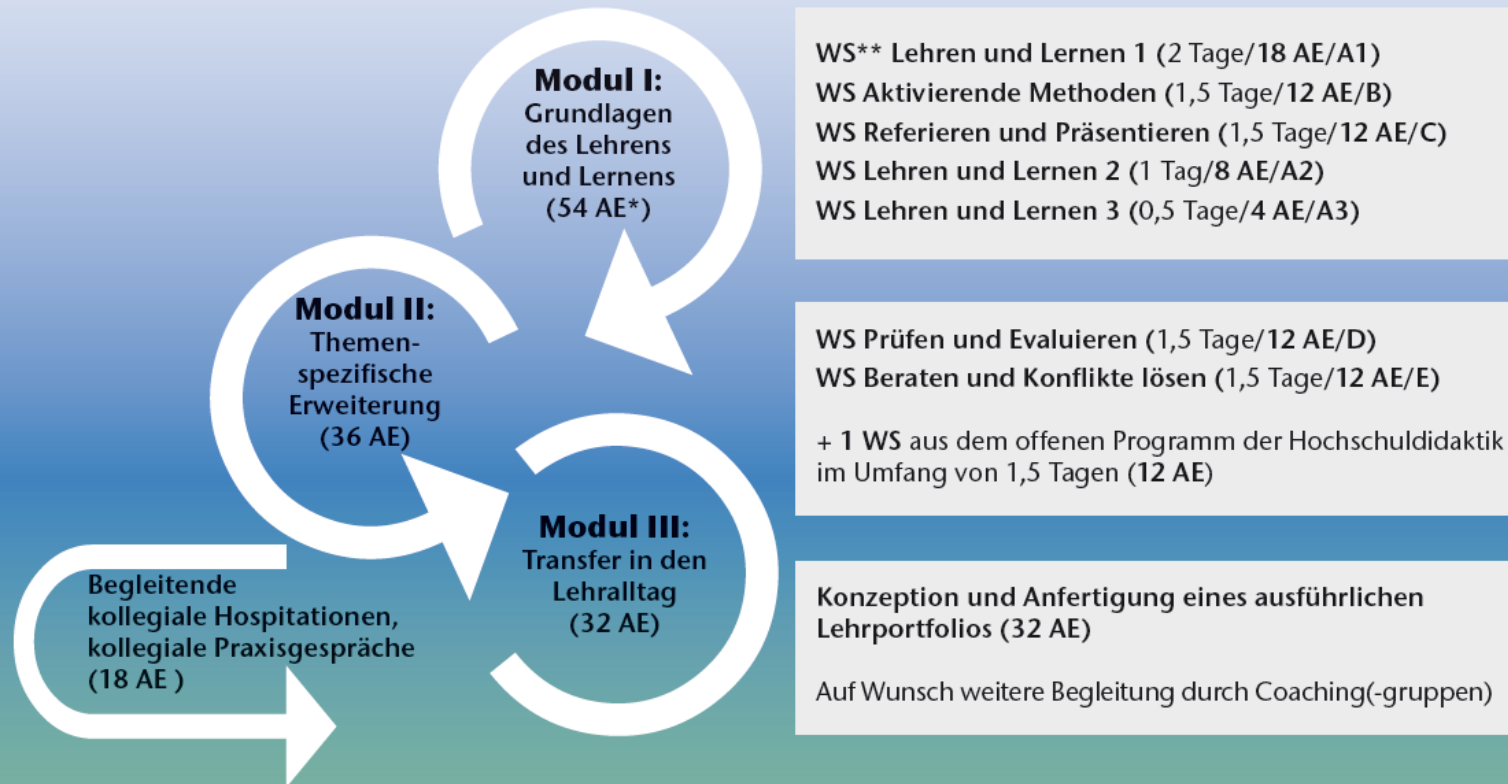 Modul I:
Grundlagen
des Lehrens
und Lernens
(54 AE*)
WS** Lehren und Lernen 1 (2 Tage/18 AE/A1)
WS Aktivierende Methoden (1,5 Tage/12 AE/B)
WS Referieren und Präsentieren (1,5 Tage/12 AE/C)
WS Lehren und Lernen 2 (1 Tag/8 AE/A2)
WS Lehren und Lernen 3 (0,5 Tage/4 AE/A3)
Modul II:
Themen-
spezifische
Erweiterung
(36 AE)
WS Prüfen und Evaluieren (1,5 Tage/12 AE/D)
WS Beraten und Konflikte lösen (1,5 Tage/12 AE/E)
+ 1 WS aus dem offenen Programm der Hochschuldidaktik
im Umfang von 1,5 Tagen (12 AE)
Modul III:
Transfer in den
Lehralltag
(32 AE)
Konzeption und Anfertigung eines ausführlichen
Lehrportfolios (32 AE)
Auf Wunsch weitere Begleitung durch Coaching(-gruppen)
Begleitende
kollegiale Hospitationen,
kollegiale Praxisgespräche
(18 AE )